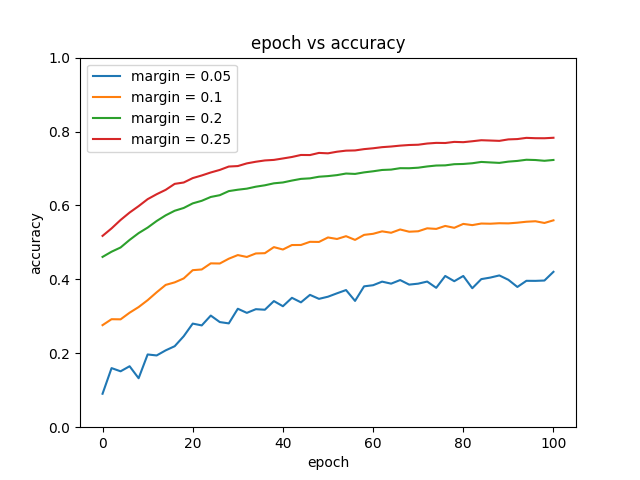 epoch vs accuracy
margin = 0.05
margin = 0.1
margin = 0.2
margin = 0.25
accuracy
1.0
0.8
0.6
0.4
0.2
0.0
0 20 40 60 80 100
epoch